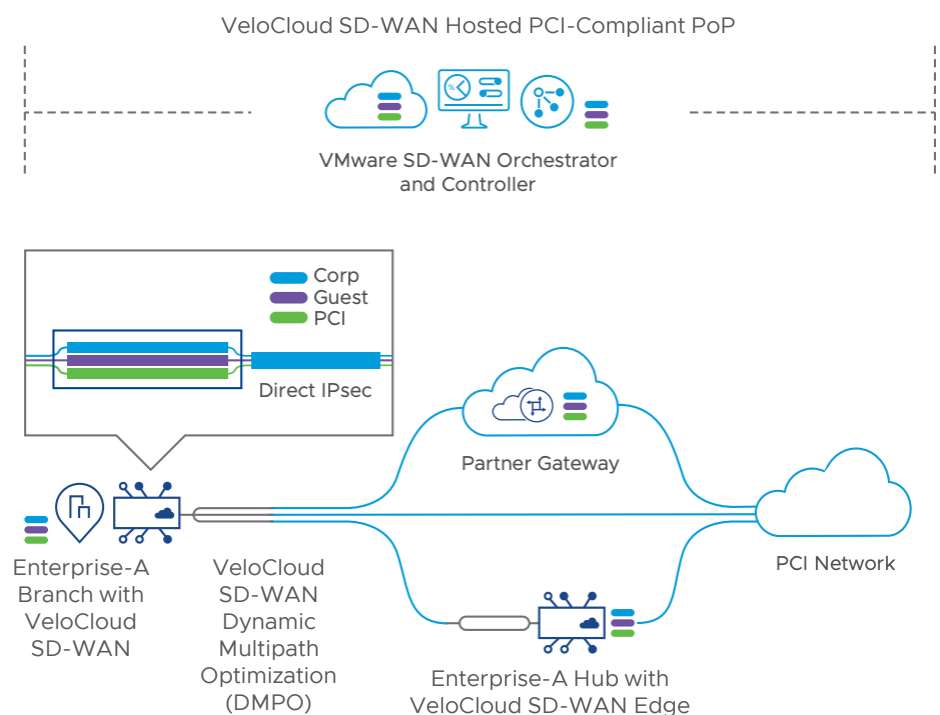 VeloCloud SD-WAN Hosted PCI-Compliant PoP
VMware SD-WAN Orchestrator
and Controller
Corp
Guest
PCI
Direct IPsec
Partner Gateway
PCI Network
Enterprise-A
Branch with
VeloCloud
SD-WAN
VeloCloud
SD-WAN
Dynamic
Multipath
Optimization
(DMPO)
Enterprise-A Hub with
VeloCloud SD-WAN Edge